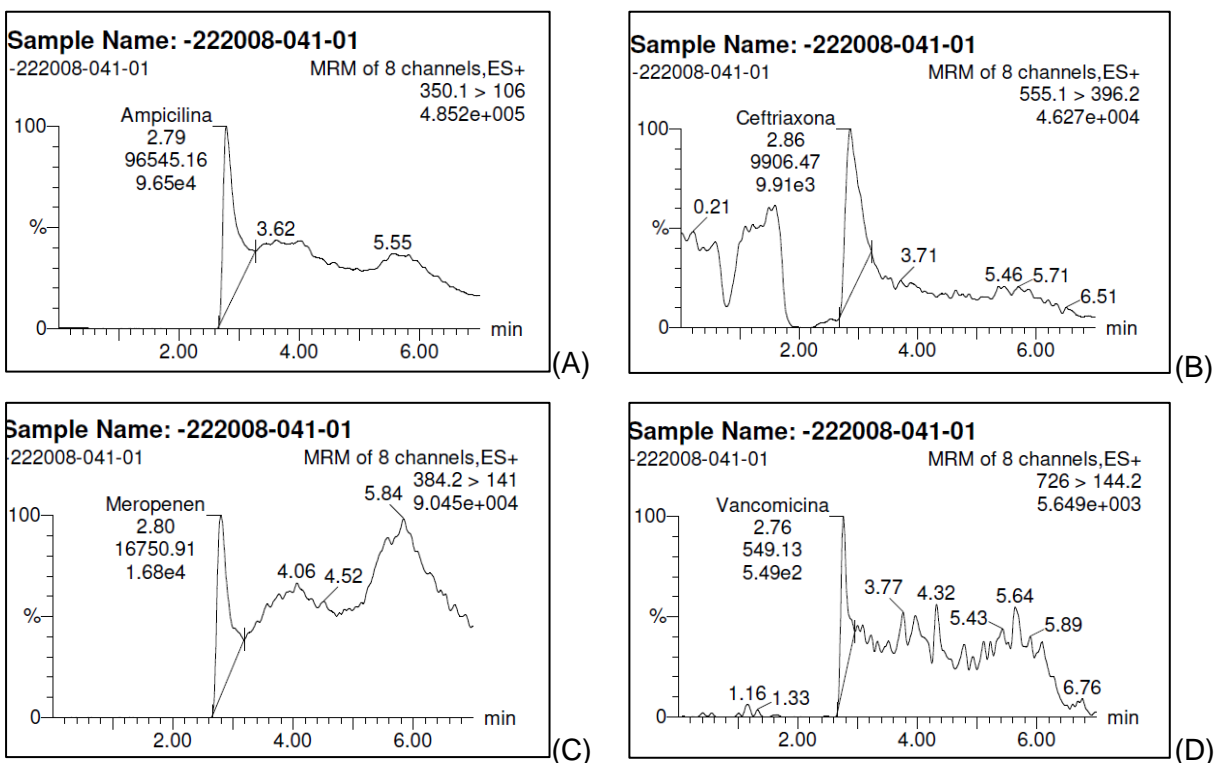 Sample Name: -222008-041-01
-222008-041-01 MRM of 8 channels,ES+
350.1 > 106
4.852e+005
Ampicilina
2.79
96545.16
9.65e4
100
%
0
3.62
5.55
2.00 4.00 6.00
min
(A)
Sample Name: -222008-041-01
-222008-041-01 MRM of 8 channels,ES+
555.1 > 396.2
4.627e+004
Ceftriaxona
2.86
9906.47
9.91e3
100
%
0
0.21
3.71
5.46 5.71
6.51
2.00 4.00 6.00
min
(B)
Sample Name: -222008-041-01
-222008-041-01 MRM of 8 channels,ES+
384.2 > 141
9.045e+004
Meropenen
2.80
16750.91
1.68e4
100
%
0
4.06 4.52
5.84
2.00 4.00 6.00
min
(C)
Sample Name: -222008-041-01
-222008-041-01 MRM of 8 channels,ES+
726 > 144.2
5.649e+003
Vancomicina
2.76
549.13
5.49e2
100
%
0
1.16 1.33
3.77 4.32
5.43
5.64
5.89
6.76
2.00 4.00 6.00
min
(D)